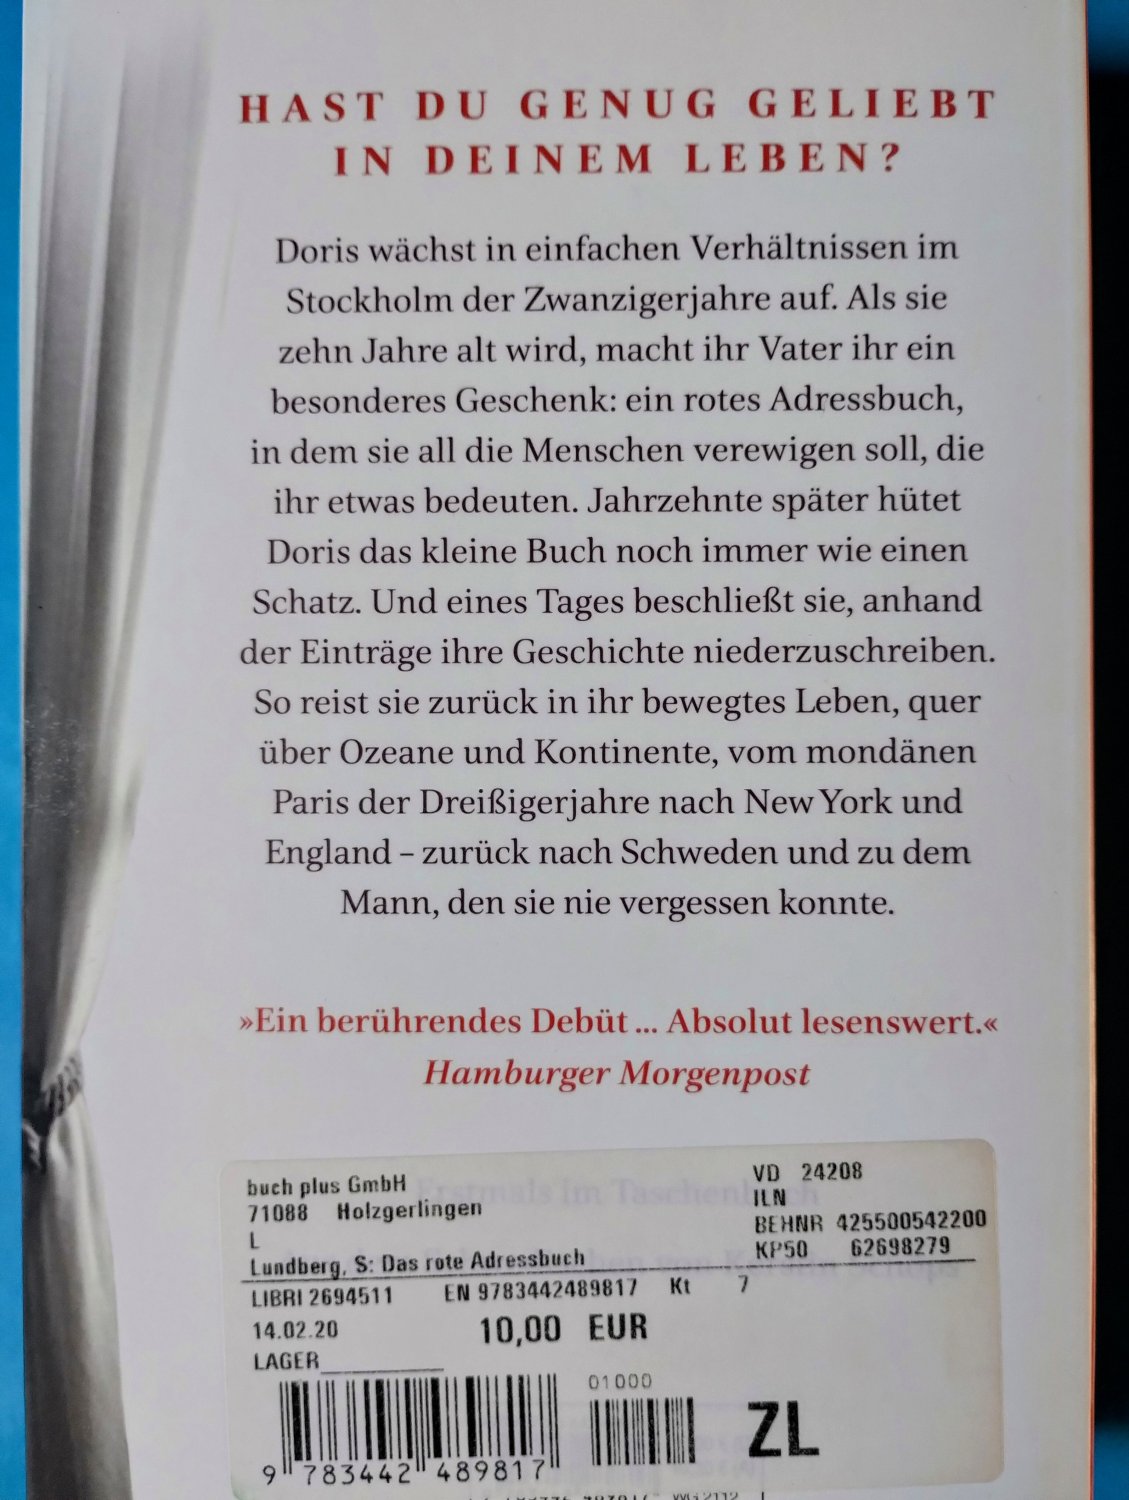 HAST DU GENUG GELIEBT
IN DEINEM LEBEN?
Doris wächst in einfachen Verhältnissen im
Stockholm der Zwanzigerjahre auf. Als sie
zehn Jahre alt wird, macht ihr Vater ihr ein
besonderes Geschenk: ein rotes Adressbuch,
in dem sie all die Menschen verewigen soll, die
ihr etwas bedeuten. Jahrzehnte später hütet
Doris das kleine Buch noch immer wie einen
Schatz. Und eines Tages beschließt sie, anhand
der Einträge ihre Geschichte niederzuschreiben.
So reist sie zurück in ihr bewegtes Leben, quer
über Ozeane und Kontinente, vom mondänen
Paris der Dreißigerjahre nach New York und
England – zurück nach Schweden und zu dem
Mann, den sie nie vergessen konnte.
»Ein berührendes Debüt ... Absolut lesenswert.«
Hamburger Morgenpost
Erstmals im Taschenbuch
buch plus GmbH VD 24208
71088 Holzgerlingen ILN
L BEHNR 425500542200
KP50 62698279
Lundberg, S: Das rote Adressbuch
LIBRI 2694511 EN 9783442489817 Kt 7
14.02.20 10,00 EUR
LAGER
01000
ZL
9 783442 489817